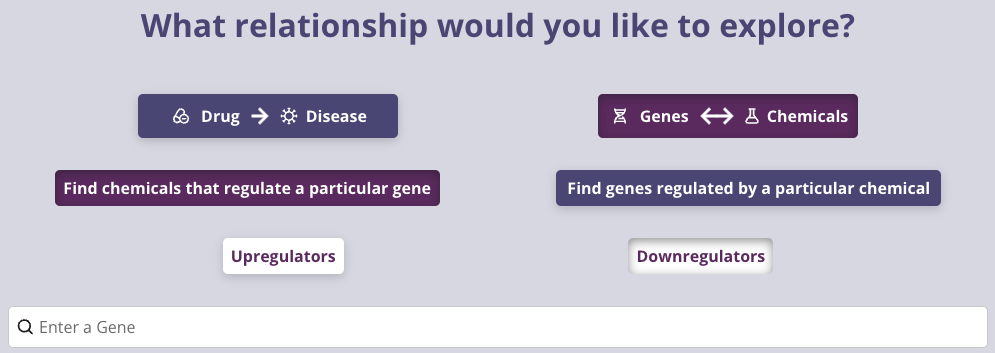 What relationship would you like to explore?
Drug → Disease
Genes ↔ Chemicals
Find chemicals that regulate a particular gene
Find genes regulated by a particular chemical
Upregulators
Downregulators
Enter a Gene